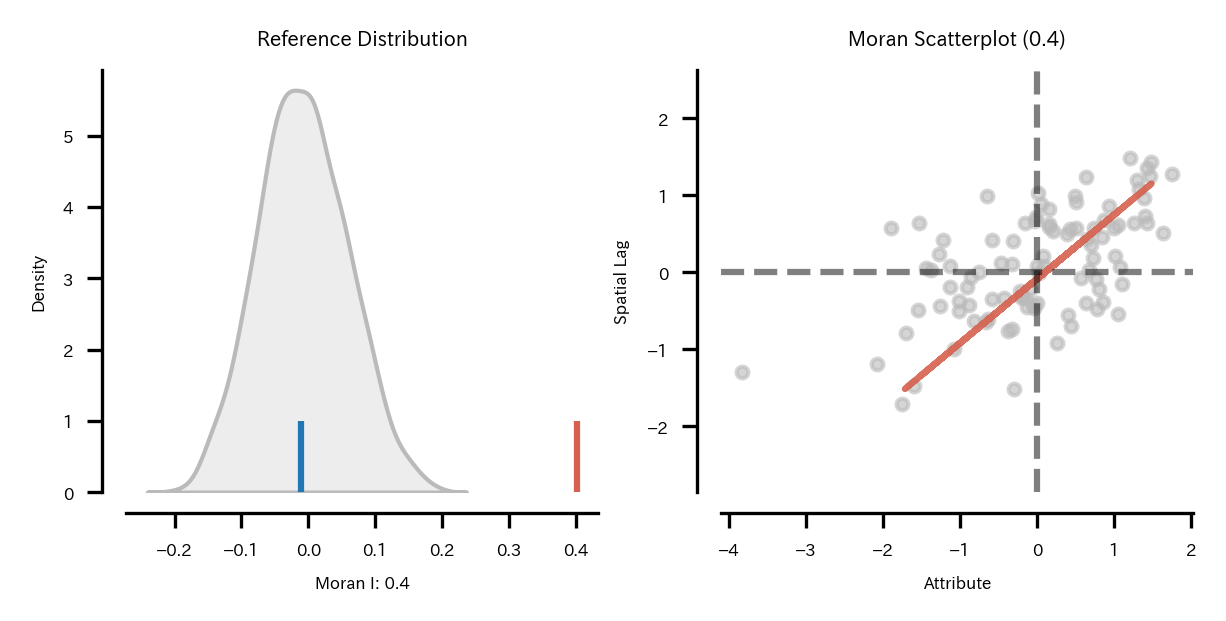 Reference Distribution
Density
5
4
3
2
1
0
−0.2 −0.1 0.0 0.1 0.2 0.3 0.4
Moran I: 0.4
Moran Scatterplot (0.4)
Spatial Lag
2
1
0
−1
−2
−4 −3 −2 −1 0 1 2
Attribute